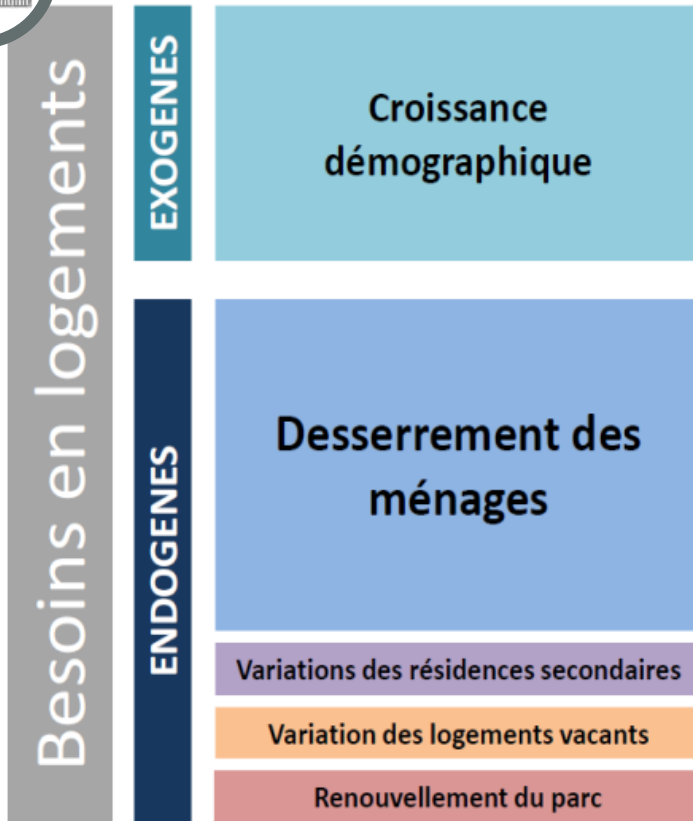 Besoins en logements
EXOGENES
Croissance
démographique
ENDOGENES
Desserrement des
ménages
Variations des résidences secondaires
Variation des logements vacants
Renouvellement du parc